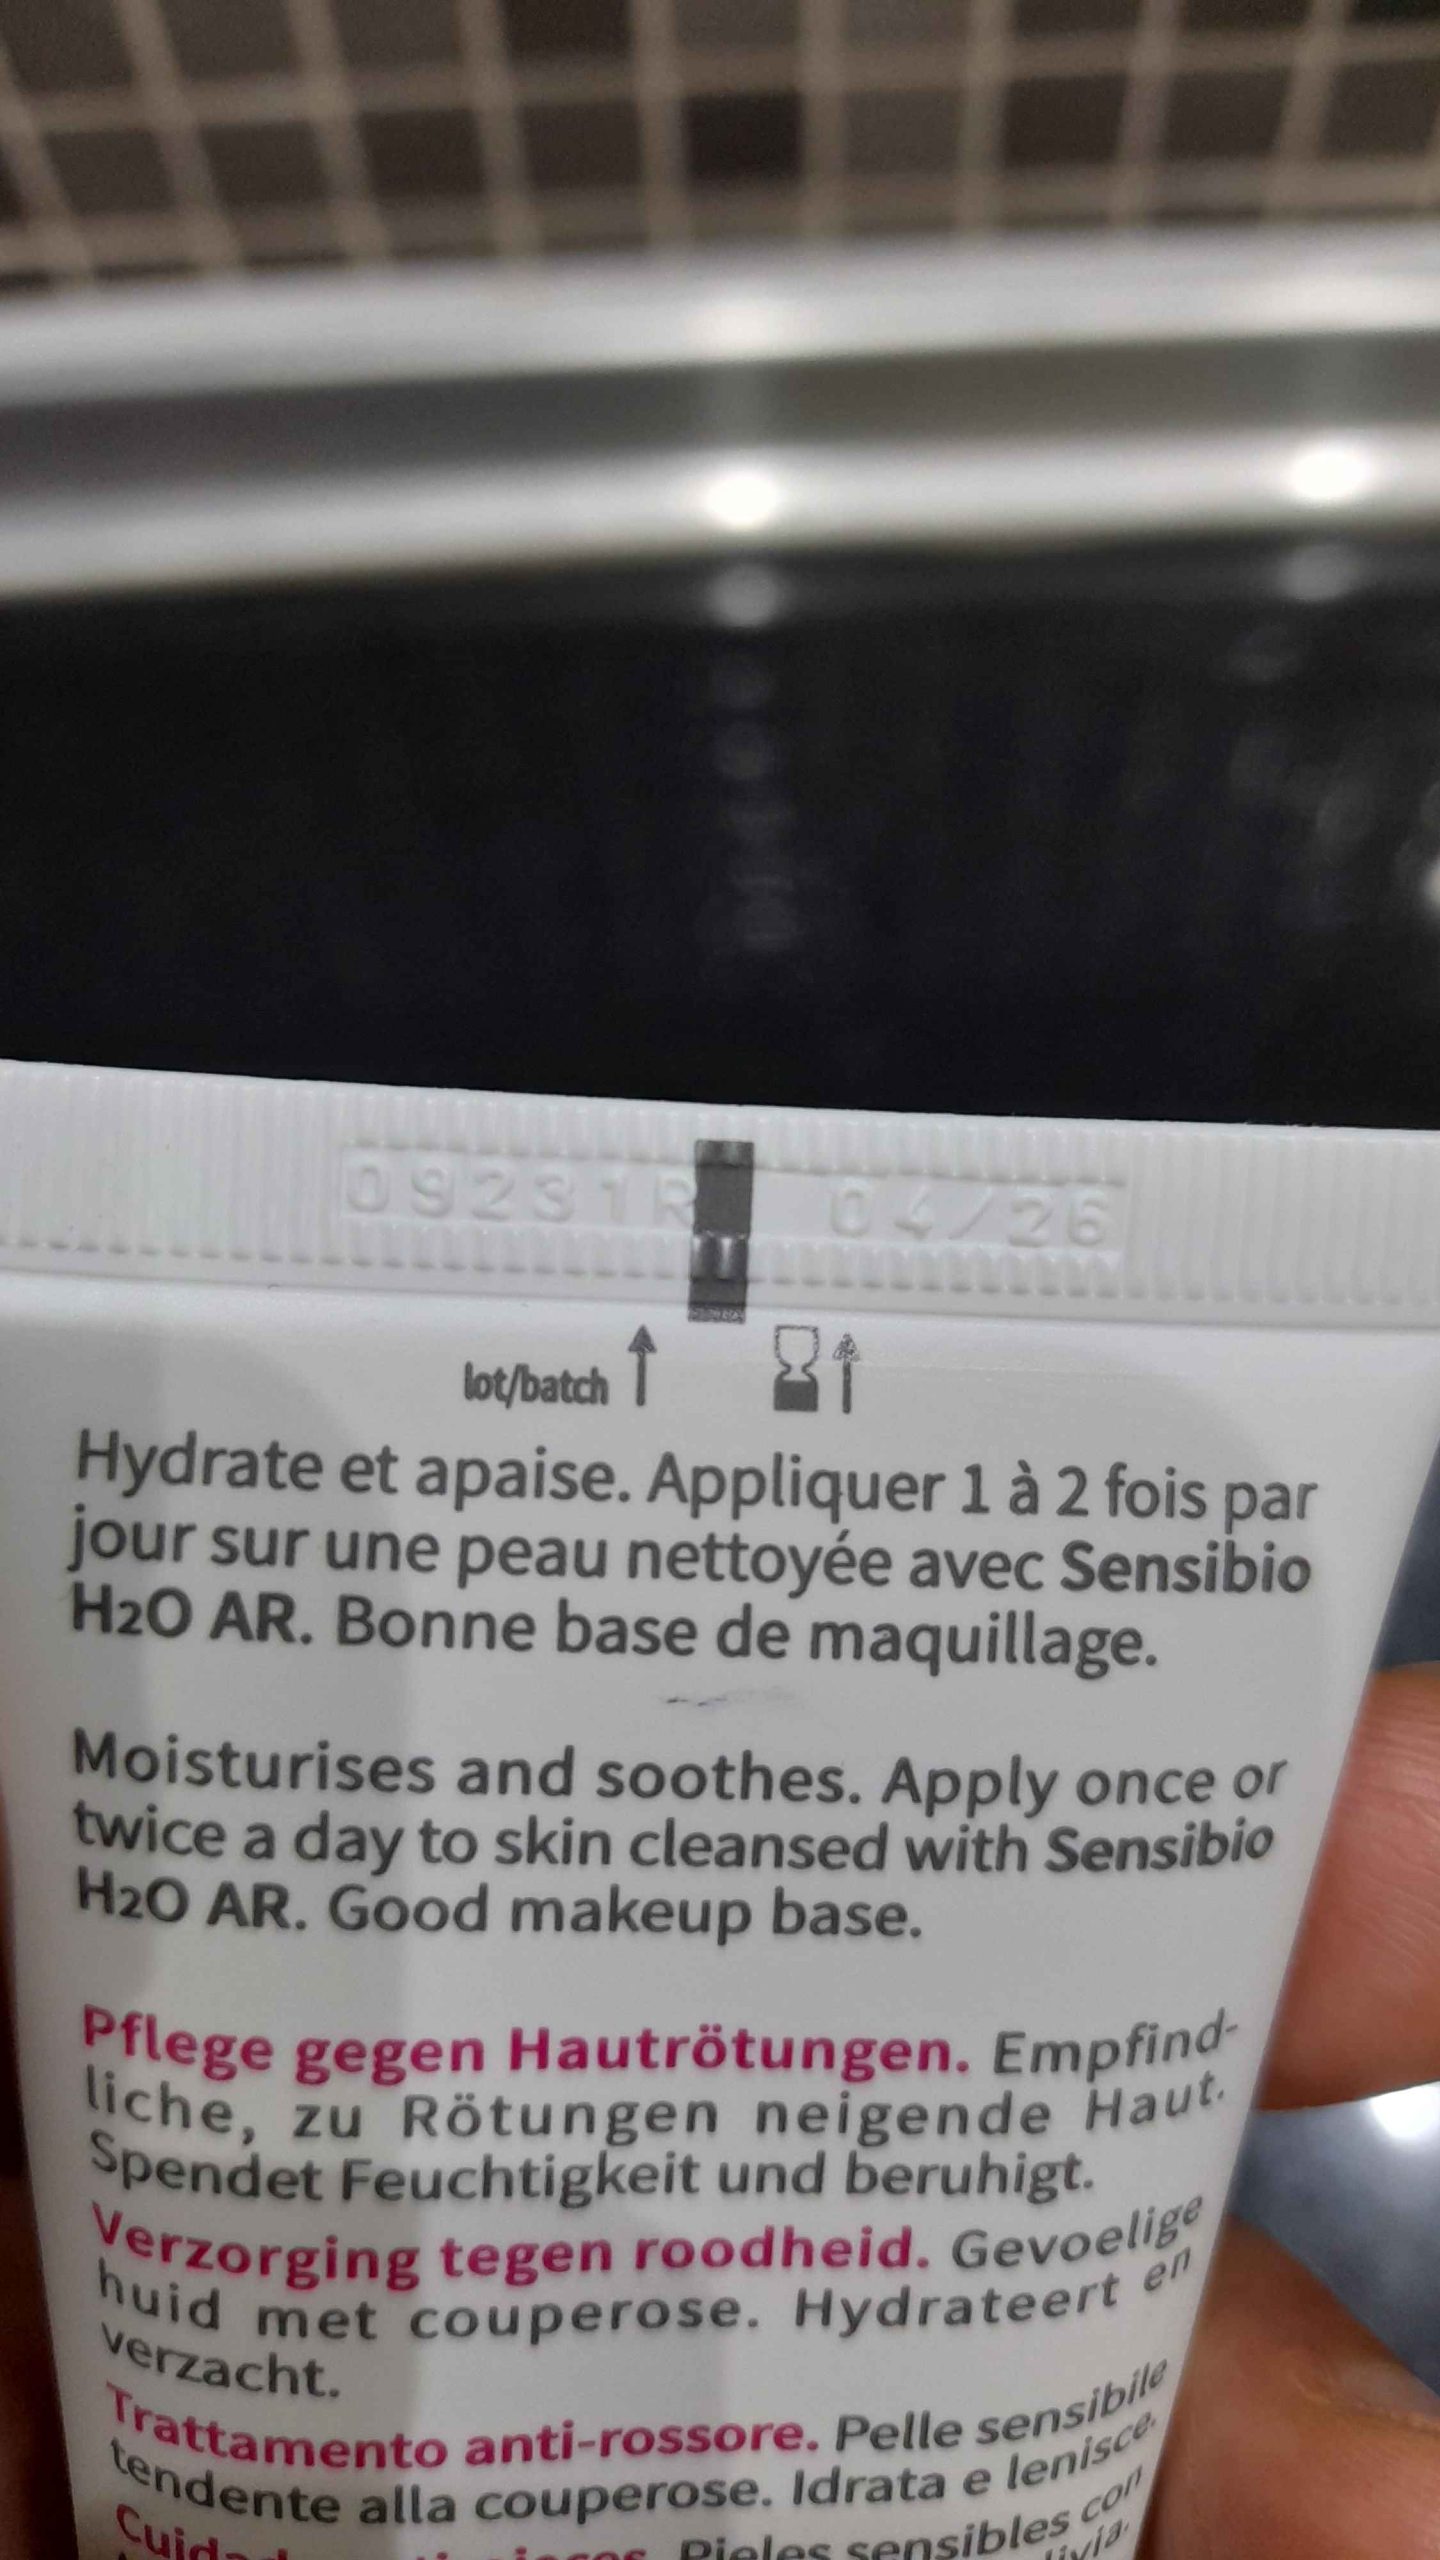 09231R 04/26
lot/batch
Hydrate et apaise. Appliquer 1 à 2 fois par
jour sur une peau nettoyée avec Sensibio
H2O AR. Bonne base de maquillage.
Moisturises and soothes. Apply once or
twice a day to skin cleansed with Sensibio
H2O AR. Good makeup base.
Pflege gegen Hautrötungen. Empfind-
liche, zu Rötungen neigende Haut.
Spendet Feuchtigkeit und beruhigt.
Verzorging tegen roodheid. Gevoelige
huid met couperose. Hydrateert en
verzacht.
Trattamento anti-rossore. Pelle sensibile
tendente alla couperose. Idrata e lenisce.
Pieles sensibles con